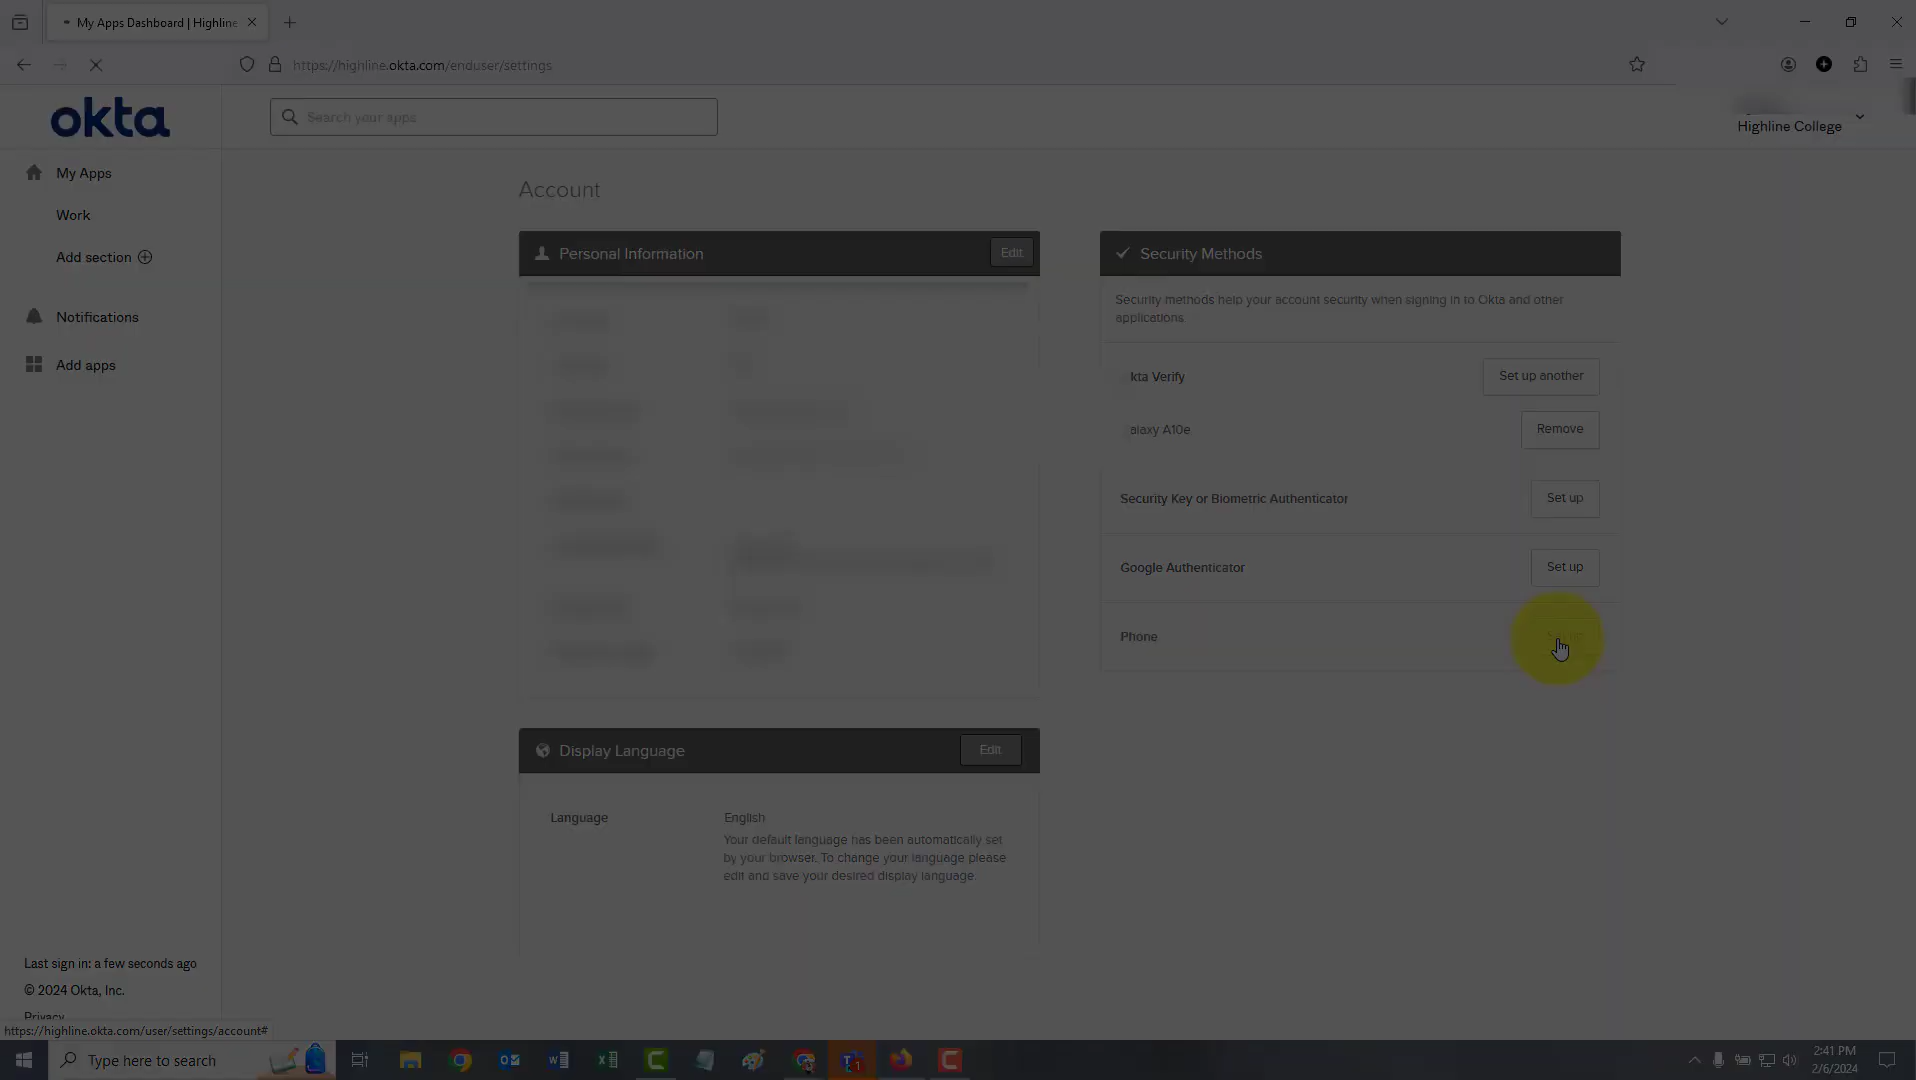 My Apps Dashboard | Highline
https://highline.okta.com/enduser/settings
okta
Search your apps
Highline College
My Apps
Work
Add section
Notifications
Add apps
Account
Personal Information
Edit
Security Methods
Security methods help your account security when signing in to Okta and other
applications.
kta Verify
Set up another
alaxy A10e
Remove
Security Key or Biometric Authenticator
Set up
Google Authenticator
Set up
Phone
Display Language
Edit
Language
English
Your default language has been automatically set
by your browser. To change your language please
edit and save your desired display language.
Last sign in: a few seconds ago
© 2024 Okta, Inc.
Privacy
https://highline.okta.com/user/settings/account#
Type here to search
2:41 PM
2/6/2024